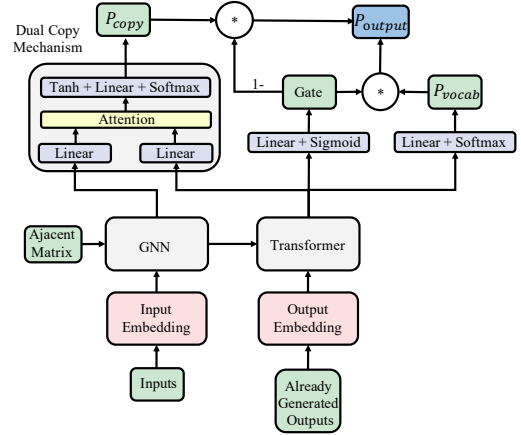 P_copy
*
P_output
Dual Copy
Mechanism
Tanh + Linear + Softmax
1-
Gate
*
P_vocab
Attention
Linear
Linear
Linear + Sigmoid
Linear + Softmax
Ajacent
Matrix
GNN
Transformer
Input
Embedding
Output
Embedding
Inputs
Already
Generated
Outputs